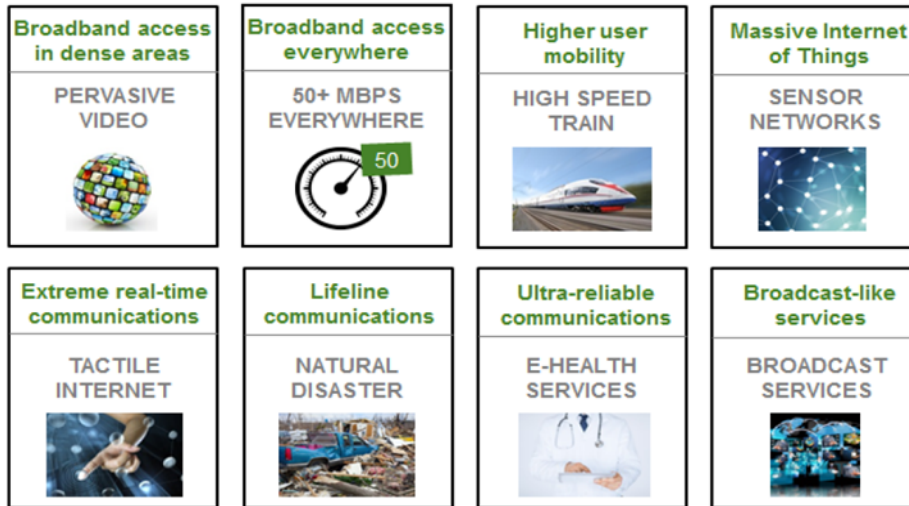 Broadband access
in dense areas
PERVASIVE
VIDEO
Broadband access
everywhere
50+ MBPS
EVERYWHERE
50
Higher user
mobility
HIGH SPEED
TRAIN
Massive Internet
of Things
SENSOR
NETWORKS
Extreme real-time
communications
TACTILE
INTERNET
Lifeline
communications
NATURAL
DISASTER
Ultra-reliable
communications
E-HEALTH
SERVICES
Broadcast-like
services
BROADCAST
SERVICES